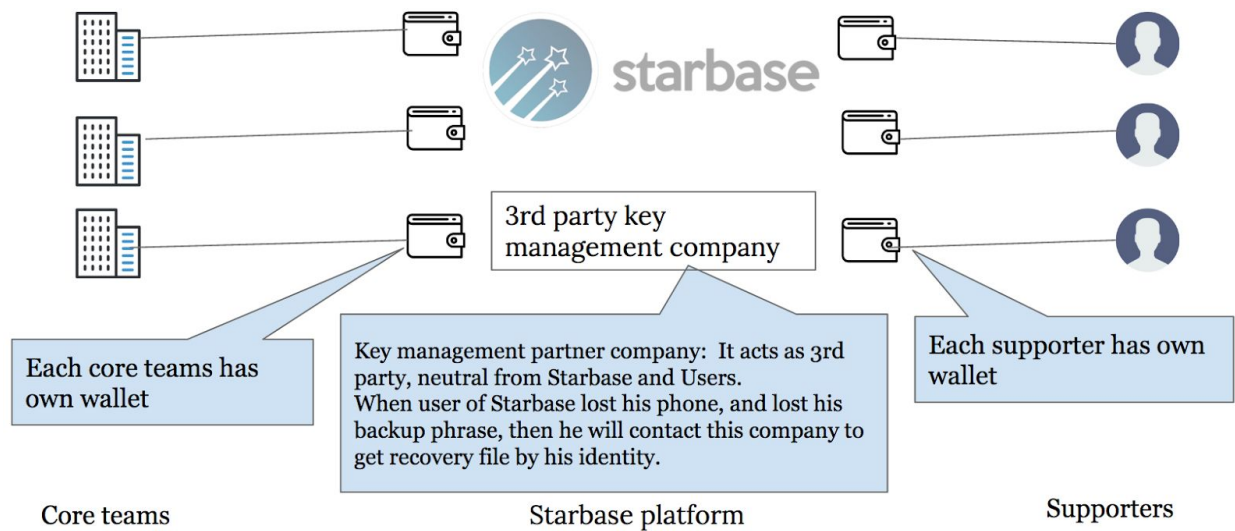 starbase
3rd party key
management company
Each core teams has
own wallet
Key management partner company:  It acts as 3rd
party, neutral from Starbase and Users.
When user of Starbase lost his phone, and lost his
backup phrase, then he will contact this company to
get recovery file by his identity.
Each supporter has own
wallet
Core teams
Starbase platform
Supporters